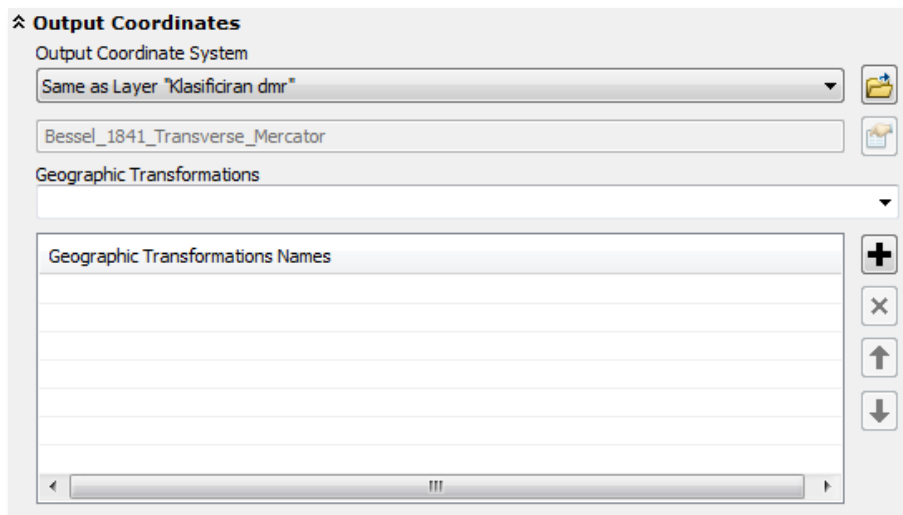 Output Coordinates
Output Coordinate System
Same as Layer "Klasificiran dmr"
Bessel_1841_Transverse_Mercator
Geographic Transformations
Geographic Transformations Names